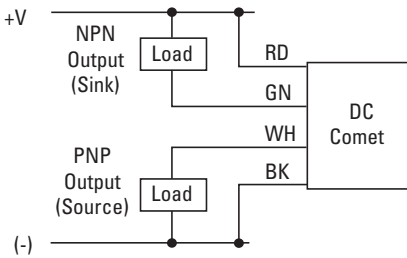 +V
NPN
Output
(Sink)
Load
RD
GN
DC
Comet
WH
PNP
Output
(Source)
Load
BK
(-)